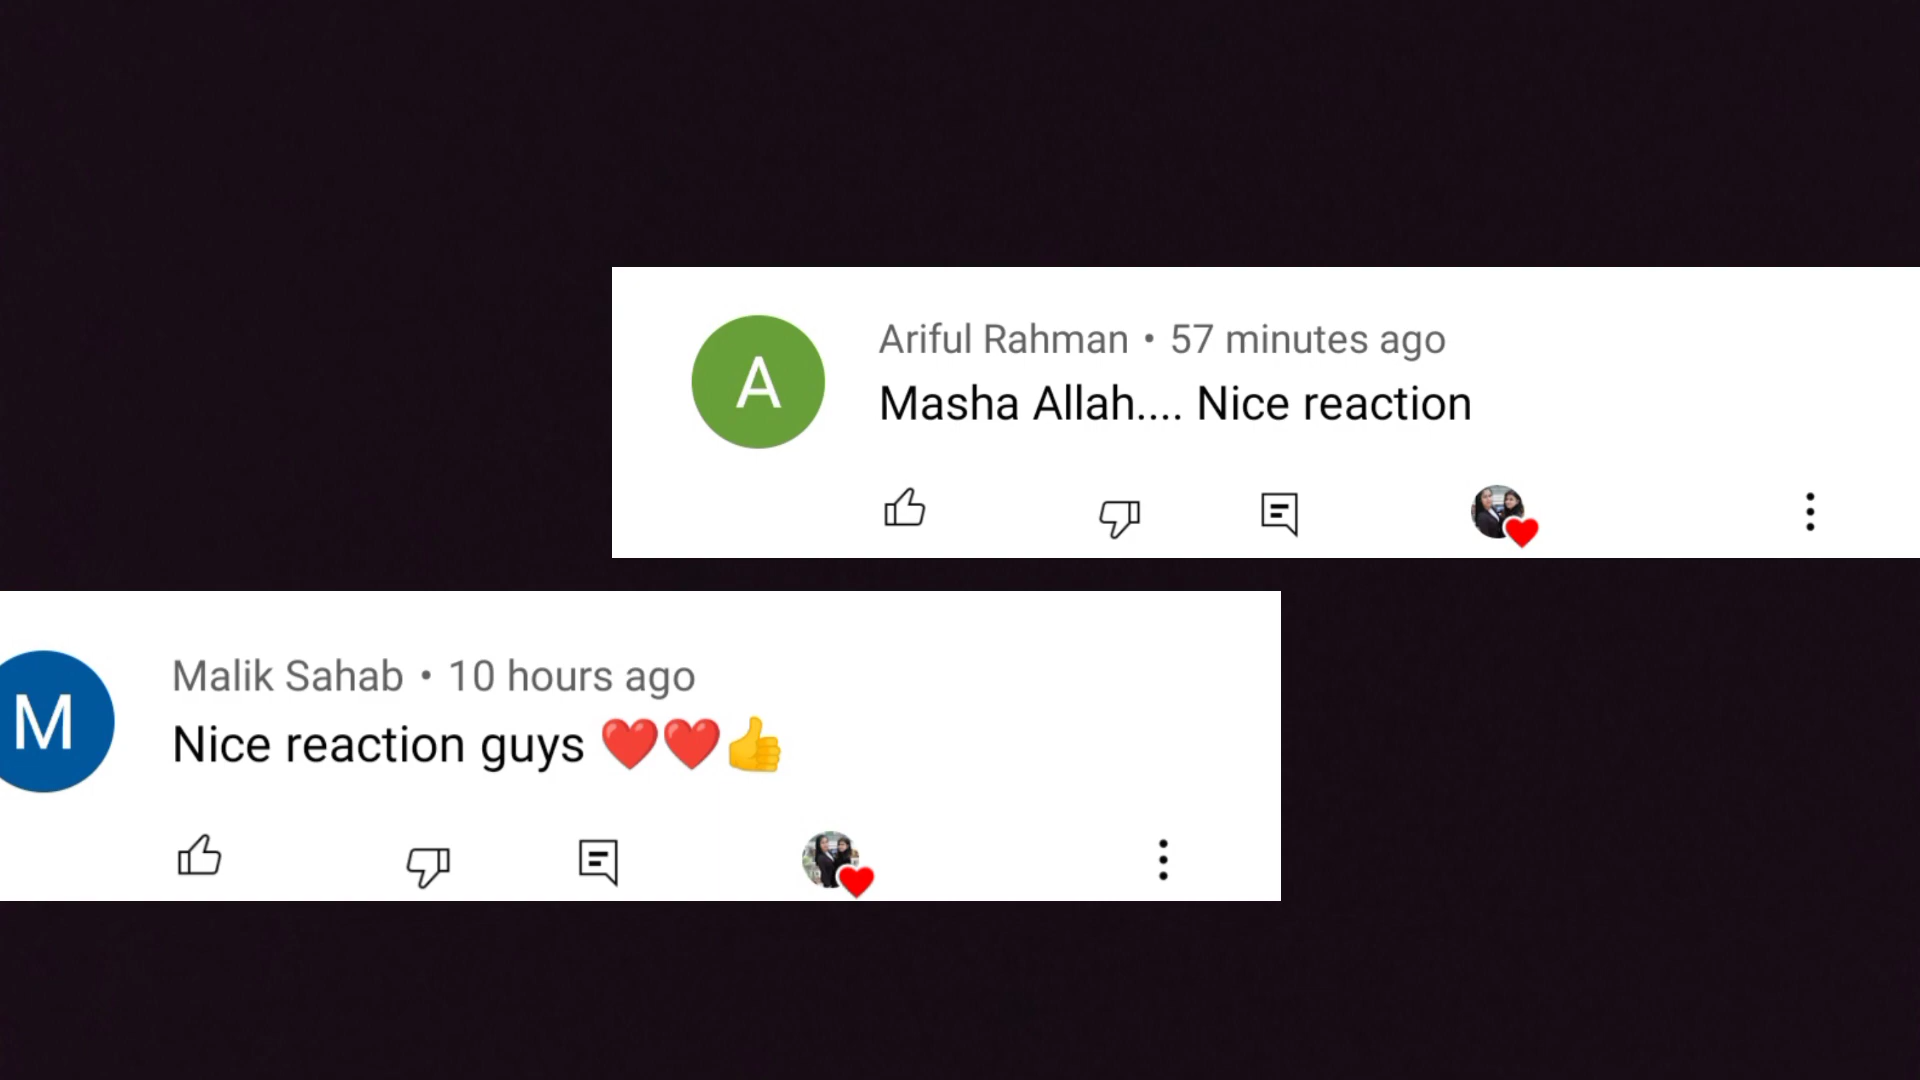 A
Ariful Rahman • 57 minutes ago
Masha Allah.... Nice reaction
M
Malik Sahab • 10 hours ago
Nice reaction guys ❤️❤️👍